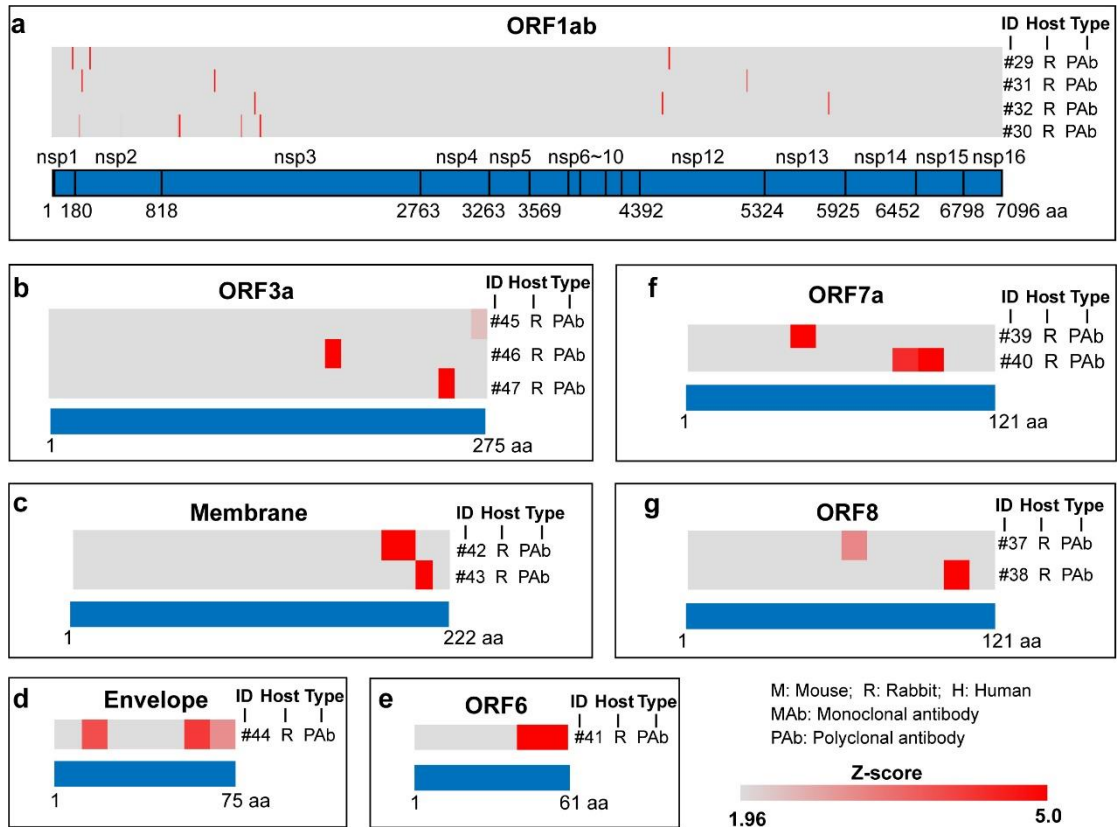 a
ORF1ab
ID Host Type
#29 R PAb
#31 R PAb
#32 R PAb
#30 R PAb
nsp1 nsp2 nsp3 nsp4 nsp5 nsp6~10 nsp12 nsp13 nsp14 nsp15 nsp16
1 180 818 2763 3263 3569 4392 5324 5925 6452 6798 7096 aa
b
ORF3a
ID Host Type
#45 R PAb
#46 R PAb
#47 R PAb
1 275 aa
f
ORF7a
ID Host Type
#39 R PAb
#40 R PAb
1 121 aa
c
Membrane
ID Host Type
#42 R PAb
#43 R PAb
1 222 aa
g
ORF8
ID Host Type
#37 R PAb
#38 R PAb
1 121 aa
d
Envelope
ID Host Type
#44 R PAb
1 75 aa
e
ORF6
ID Host Type
#41 R PAb
1 61 aa
M: Mouse; R: Rabbit; H: Human
MAb: Monoclonal antibody
PAb: Polyclonal antibody
Z-score
1.96 5.0